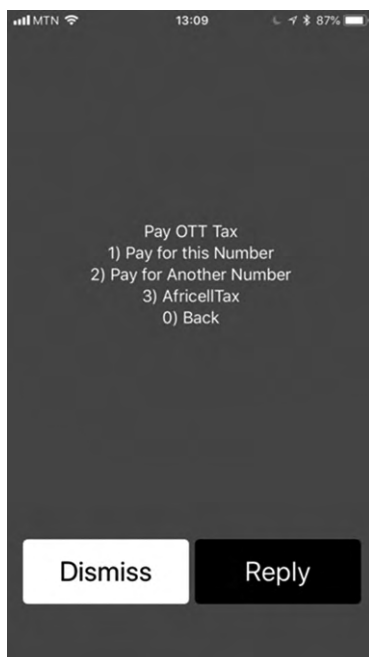 MTN 13:09 87%
Pay OTT Tax
1) Pay for this Number
2) Pay for Another Number
3) AfricellTax
0) Back
Dismiss Reply